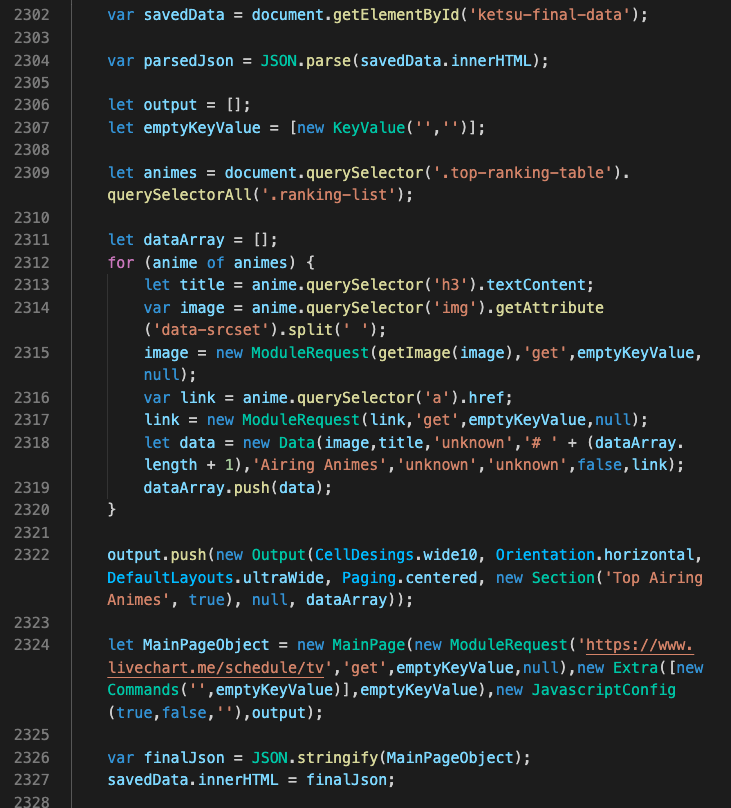 2302 var savedData = document.getElementById('ketsu-final-data');
2303
2304 var parsedJson = JSON.parse(savedData.innerHTML);
2305
2306 let output = [];
2307 let emptyKeyValue = [new KeyValue('','')];
2308
2309 let animes = document.querySelector('.top-ranking-table').
querySelectorAll('.ranking-list');
2310
2311 let dataArray = [];
2312 for (anime of animes) {
2313 let title = anime.querySelector('h3').textContent;
2314 var image = anime.querySelector('img').getAttribute
('data-srcset').split(' ');
2315 image = new ModuleRequest(getImage(image),'get',emptyKeyValue,
null);
2316 var link = anime.querySelector('a').href;
2317 link = new ModuleRequest(link,'get',emptyKeyValue,null);
2318 let data = new Data(image,title,'unknown','# ' + (dataArray.
length + 1),'Airing Animes','unknown','unknown',false,link);
2319 dataArray.push(data);
2320 }
2321
2322 output.push(new Output(CellDesings.wide10, Orientation.horizontal,
DefaultLayouts.ultraWide, Paging.centered, new Section('Top Airing
Animes', true), null, dataArray));
2323
2324 let MainPageObject = new MainPage(new ModuleRequest('https://www.
livechart.me/schedule/tv','get',emptyKeyValue,null),new Extra([new
Commands('',emptyKeyValue)],emptyKeyValue),new JavascriptConfig
(true,false,''),output);
2325
2326 var finalJson = JSON.stringify(MainPageObject);
2327 savedData.innerHTML = finalJson;
2328